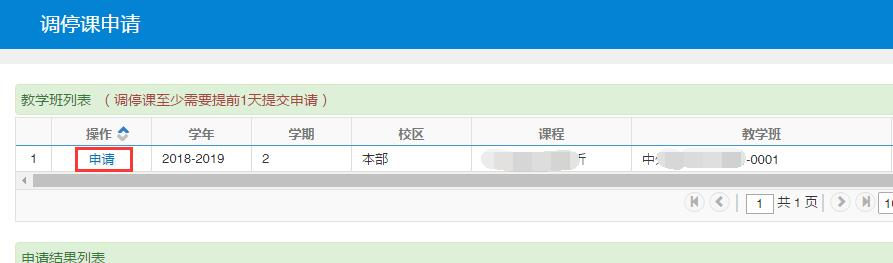 调停课申请
教学班列表 （调停课至少需要提前1天提交申请）
操作 学年 学期 校区 课程 教学班
1 申请 2018-2019 2 本部 -0001
1 共 1 页
申请结果列表